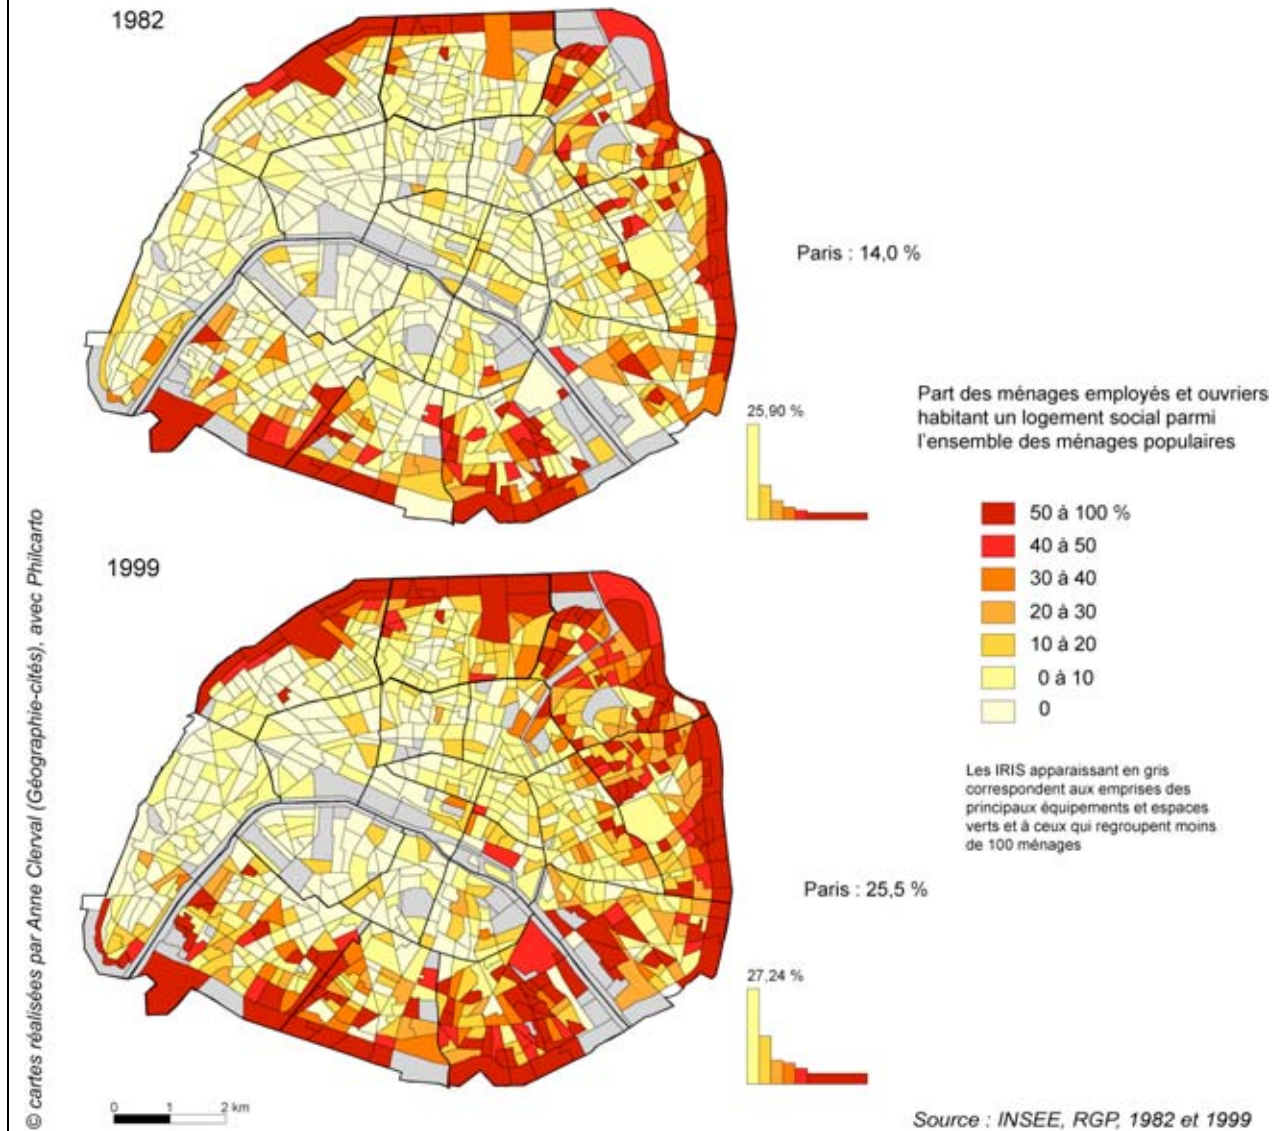 1982
Paris : 14,0 %
25,90 %
Part des ménages employés et ouvriers
habitant un logement social parmi
l'ensemble des ménages populaires
50 à 100 %
40 à 50
30 à 40
20 à 30
10 à 20
0 à 10
0
Les IRIS apparaissant en gris
correspondent aux emprises des
principaux équipements et espaces
verts et à ceux qui regroupent moins
de 100 ménages
1999
Paris : 25,5 %
27,24 %
0 1 2 km
Source : INSEE, RGP, 1982 et 1999
© cartes réalisées par Anne Clerval (Géographie-cités), avec Philcarto